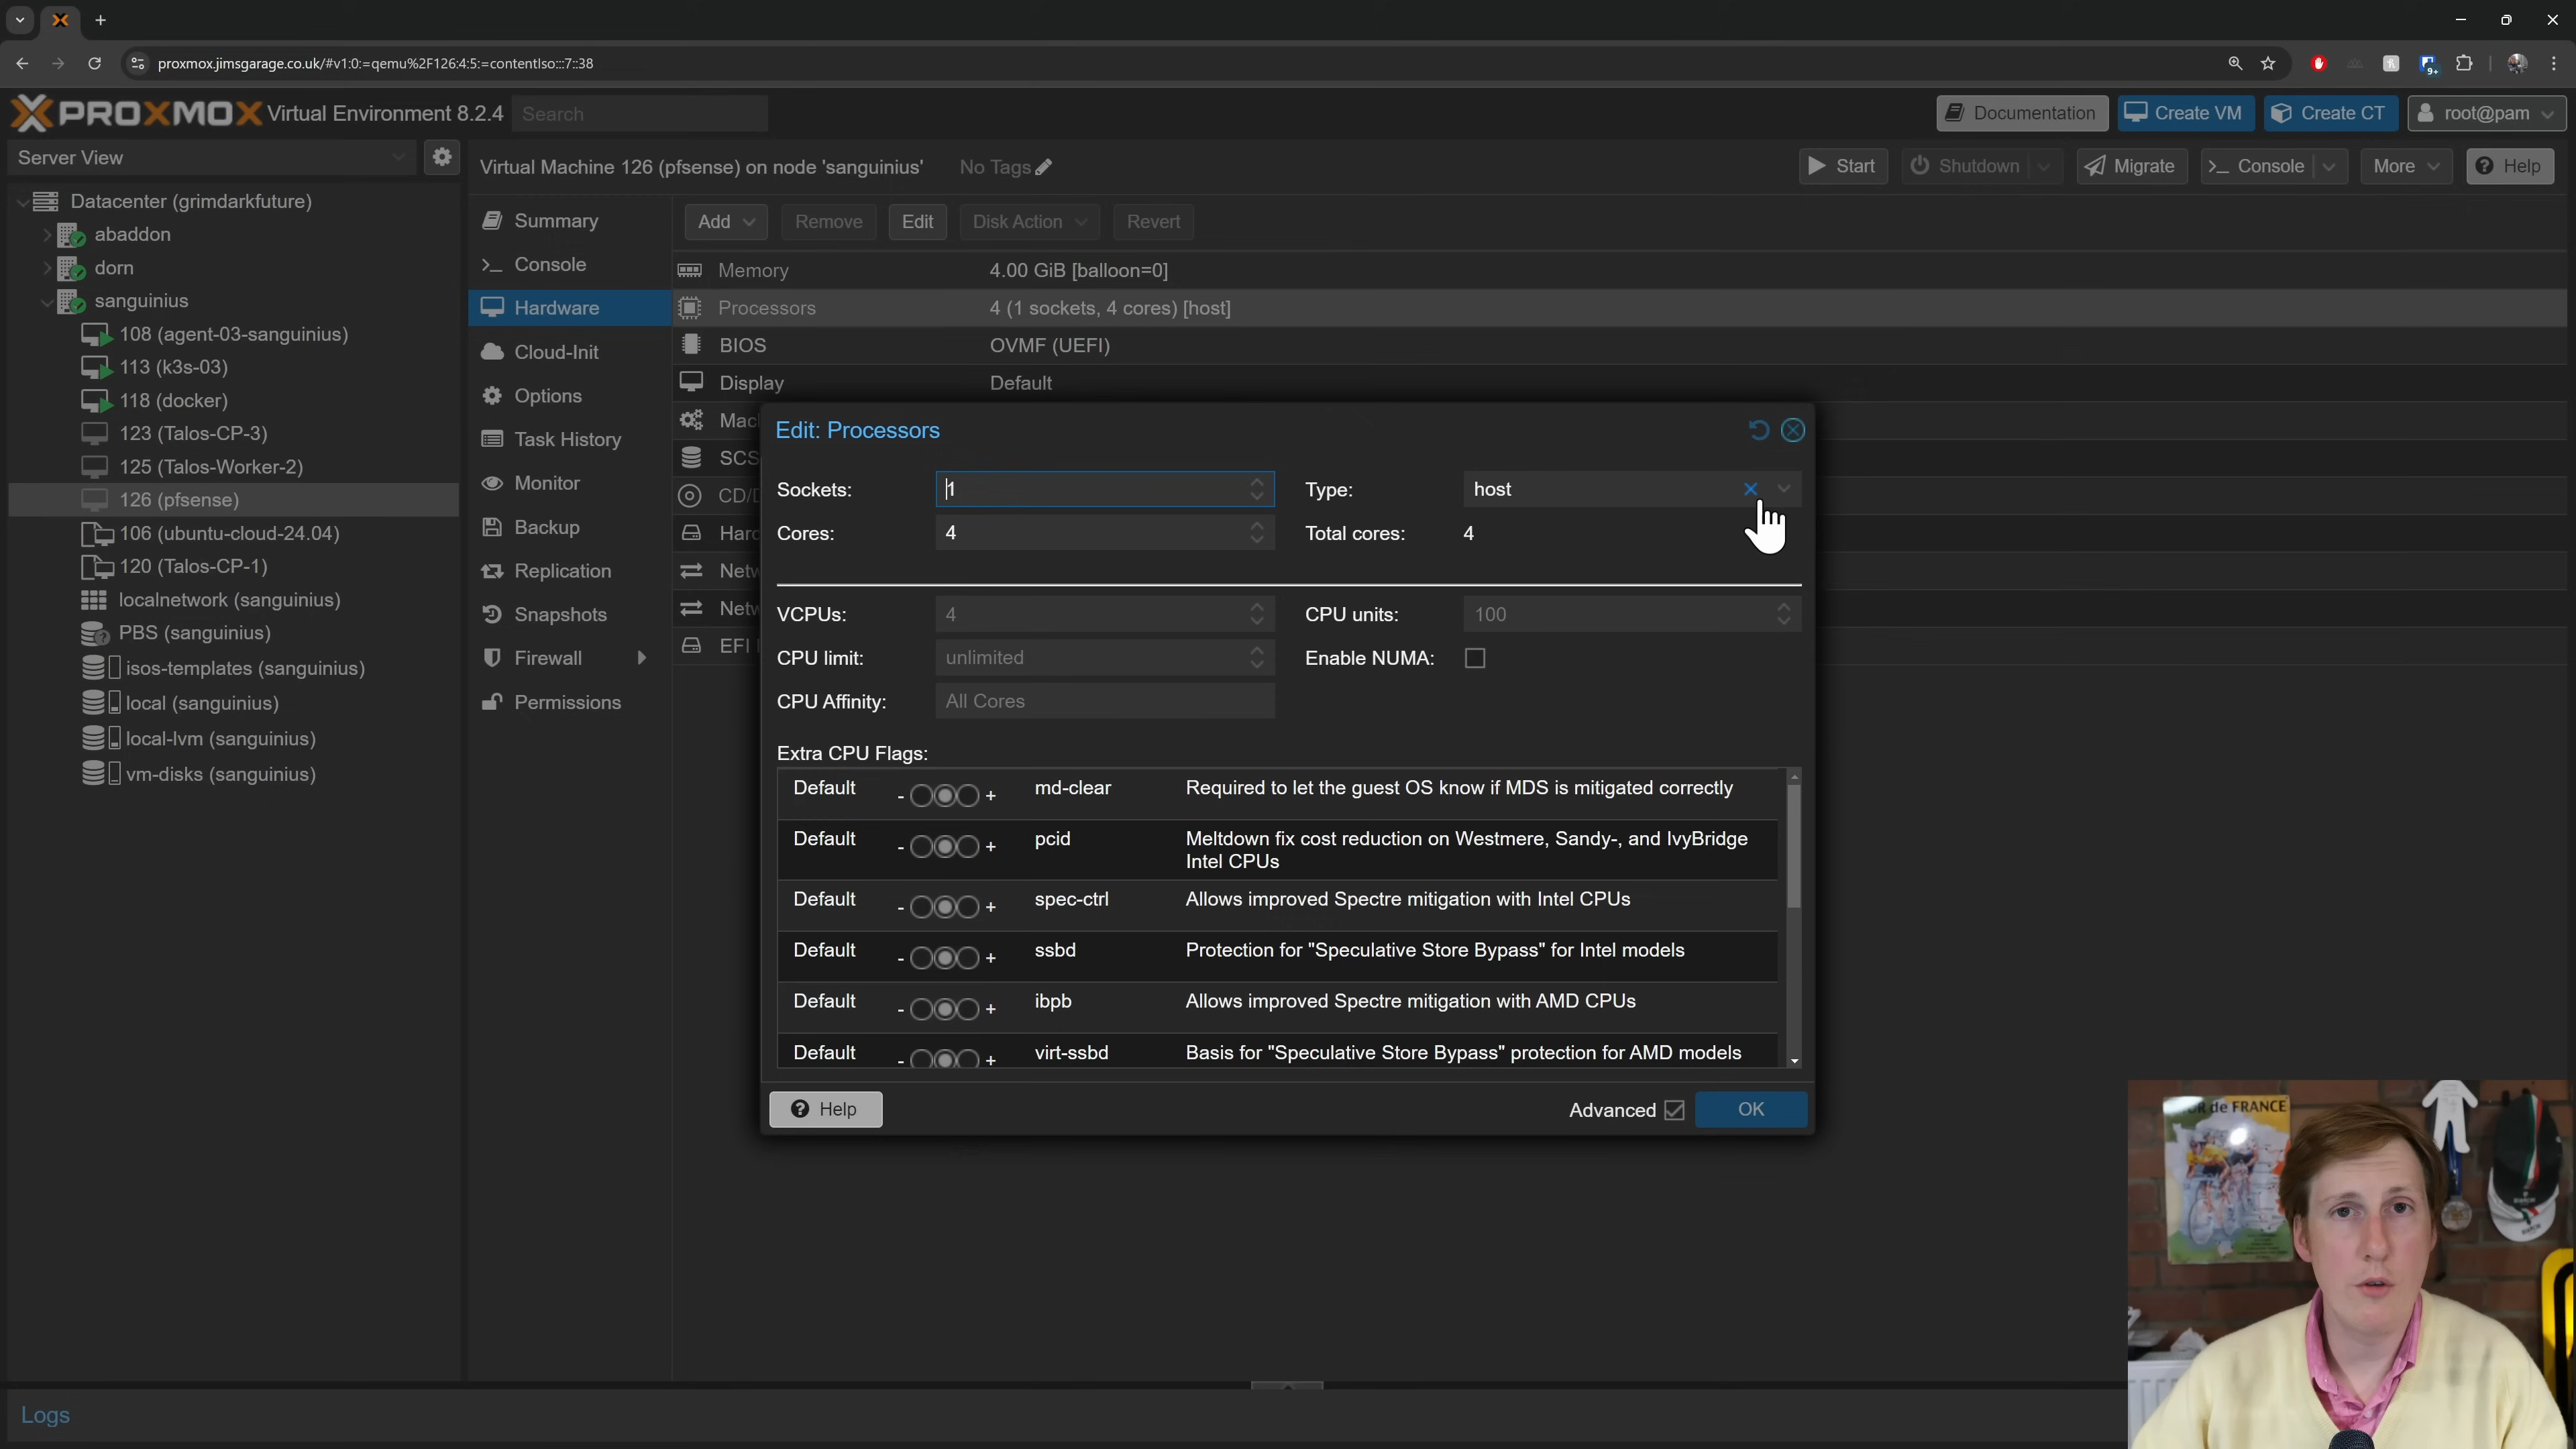 proxmox.jimsgarage.co.uk/#v1:0:=qemu%2F126:4:5:=contentIso:::7::38
9+
PROXMOX Virtual Environment 8.2.4
Search
Documentation
Create VM
Create CT
root@pam
Server View
Virtual Machine 126 (pfsense) on node 'sanguinius'
No Tags
Start
Shutdown
Migrate
Console
More
Help
Datacenter (grimdarkfuture)
abaddon
dorn
sanguinius
108 (agent-03-sanguinius)
113 (k3s-03)
118 (docker)
123 (Talos-CP-3)
125 (Talos-Worker-2)
126 (pfsense)
106 (ubuntu-cloud-24.04)
120 (Talos-CP-1)
localnetwork (sanguinius)
PBS (sanguinius)
isos-templates (sanguinius)
local (sanguinius)
local-lvm (sanguinius)
vm-disks (sanguinius)
Summary
Console
Hardware
Cloud-Init
Options
Task History
Monitor
Backup
Replication
Snapshots
Firewall
Permissions
Add
Remove
Edit
Disk Action
Revert
Memory 4.00 GiB [balloon=0]
Processors 4 (1 sockets, 4 cores) [host]
BIOS OVMF (UEFI)
Display Default
Mac
SCS
CD/D
Hard
Netw
Netw
EFI
Edit: Processors
Sockets: 1 Type: host
Cores: 4 Total cores: 4
VCPUs: 4 CPU units: 100
CPU limit: unlimited Enable NUMA:
CPU Affinity: All Cores
Extra CPU Flags:
Default - + md-clear Required to let the guest OS know if MDS is mitigated correctly
Default - + pcid Meltdown fix cost reduction on Westmere, Sandy-, and IvyBridge
Intel CPUs
Default - + spec-ctrl Allows improved Spectre mitigation with Intel CPUs
Default - + ssbd Protection for "Speculative Store Bypass" for Intel models
Default - + ibpb Allows improved Spectre mitigation with AMD CPUs
Default - + virt-ssbd Basis for "Speculative Store Bypass" protection for AMD models
Help
Advanced
OK
Logs
de FRANCE